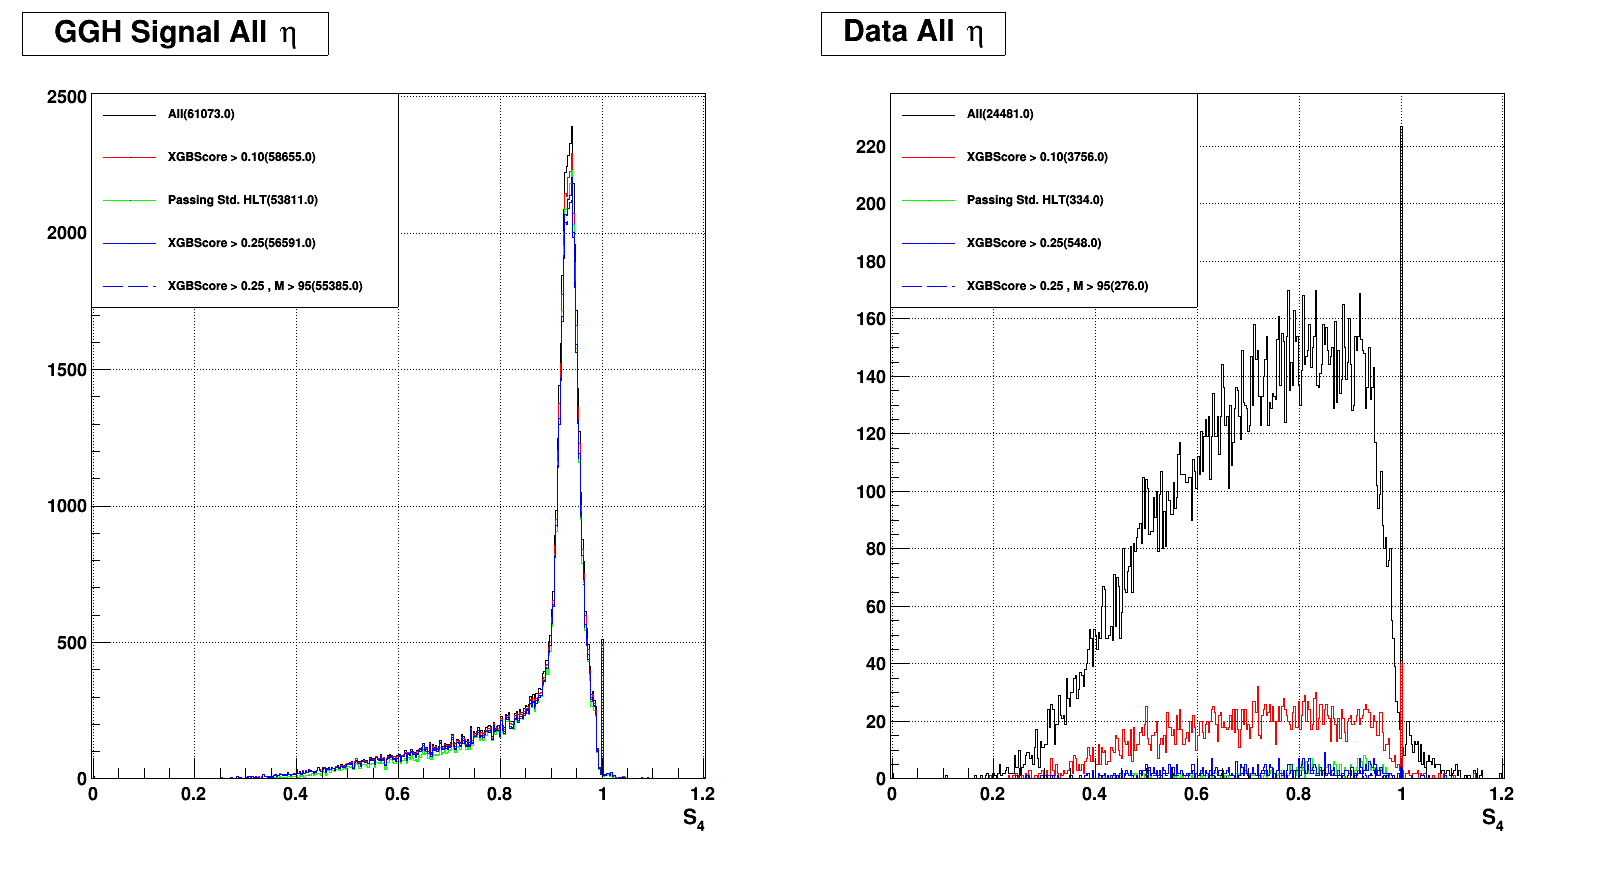 GGH Signal All η
All(61073.0)
XGBScore > 0.10(58655.0)
Passing Std. HLT(53811.0)
XGBScore > 0.25(56591.0)
XGBScore > 0.25 , M > 95(55385.0)
2500
2000
1500
1000
500
0
0 0.2 0.4 0.6 0.8 1 1.2
S4
Data All η
All(24481.0)
XGBScore > 0.10(3756.0)
Passing Std. HLT(334.0)
XGBScore > 0.25(548.0)
XGBScore > 0.25 , M > 95(276.0)
220
200
180
160
140
120
100
80
60
40
20
0
0 0.2 0.4 0.6 0.8 1 1.2
S4